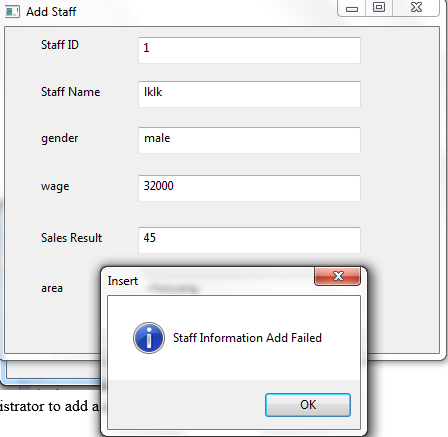 Add Staff
Staff ID
1
Staff Name
lklk
gender
male
wage
32000
Sales Result
45
area
Insert
Staff Information Add Failed
OK
istrator to add a